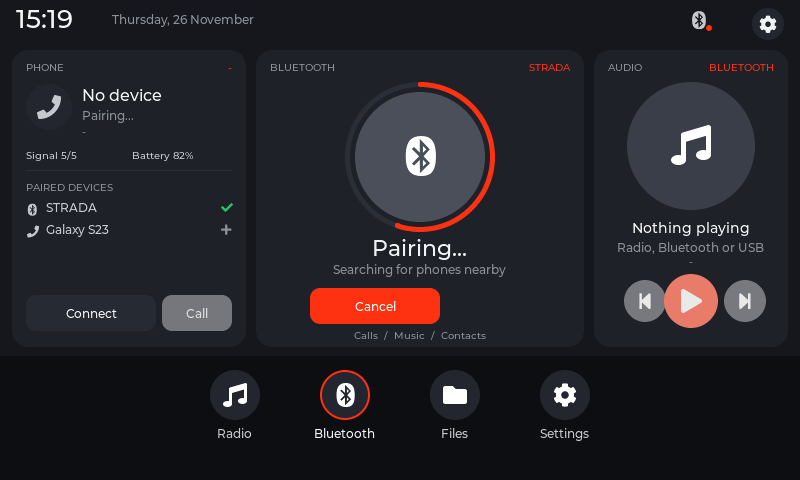 15:19
Thursday, 26 November
PHONE
-
No device
Pairing...
-
Signal 5/5
Battery 82%
PAIRED DEVICES
STRADA
Galaxy S23
Connect
Call
BLUETOOTH
STRADA
Pairing...
Searching for phones nearby
Cancel
Calls / Music / Contacts
AUDIO
BLUETOOTH
Nothing playing
Radio, Bluetooth or USB
-
Radio
Bluetooth
Files
Settings